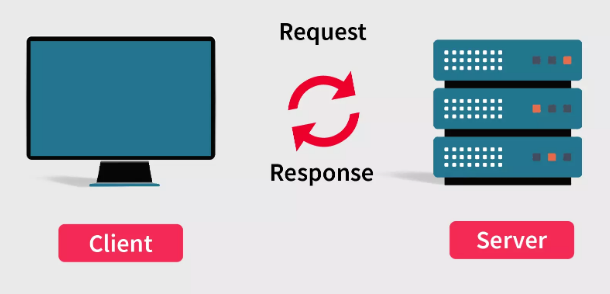 Request
Response
Client
Server